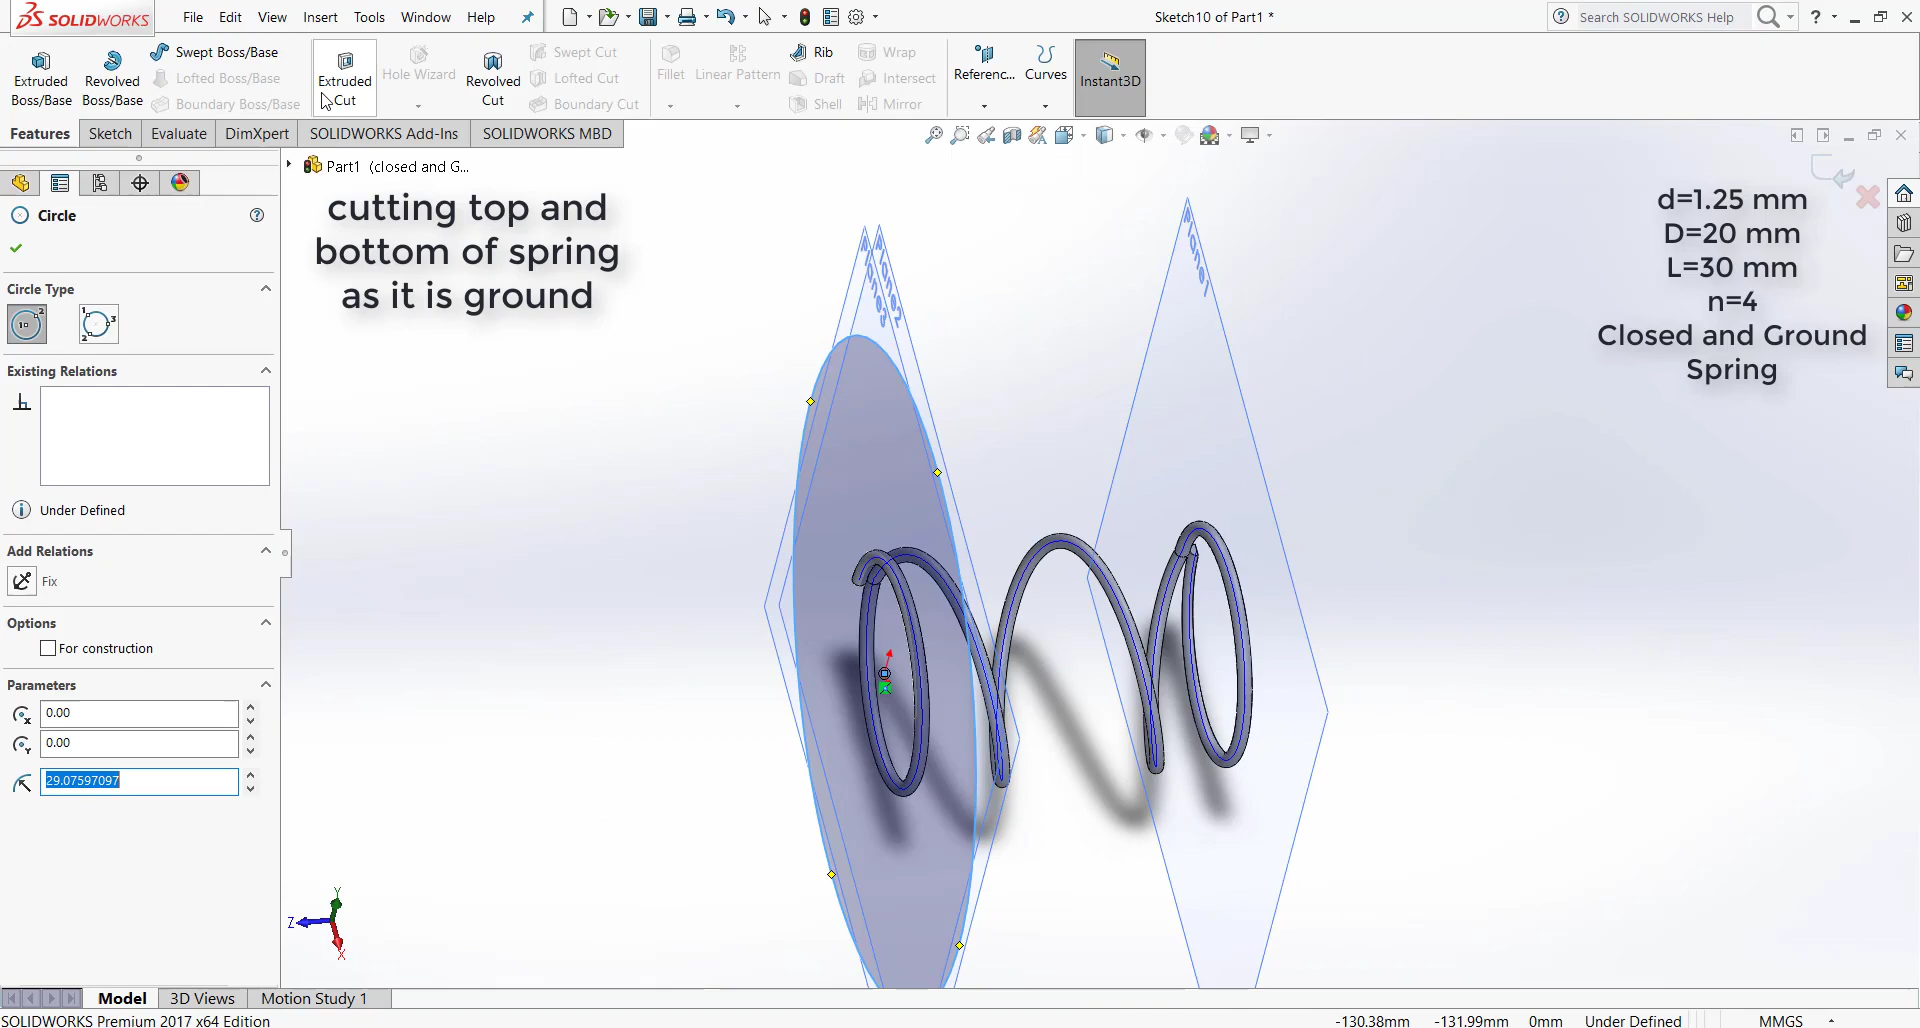 SOLIDWORKS
File Edit View Insert Tools Window Help
Sketch10 of Part1 *
Search SOLIDWORKS Help
Extruded Boss/Base
Revolved Boss/Base
Swept Boss/Base
Lofted Boss/Base
Boundary Boss/Base
Extruded Cut
Hole Wizard
Revolved Cut
Swept Cut
Lofted Cut
Boundary Cut
Fillet
Linear Pattern
Rib
Draft
Shell
Wrap
Intersect
Mirror
Referenc...
Curves
Instant3D
Features Sketch Evaluate DimXpert SOLIDWORKS Add-Ins SOLIDWORKS MBD
Part1 (closed and G...
Circle
cutting top and
bottom of spring
as it is ground
d=1.25 mm
D=20 mm
L=30 mm
n=4
Closed and Ground
Spring
Circle Type
Existing Relations
Under Defined
Add Relations
Fix
Options
For construction
Parameters
0.00
0.00
29.07597097
Y
Z
X
Model 3D Views Motion Study 1
SOLIDWORKS Premium 2017 x64 Edition
-130.38mm -131.99mm 0mm Under Defined MMGS